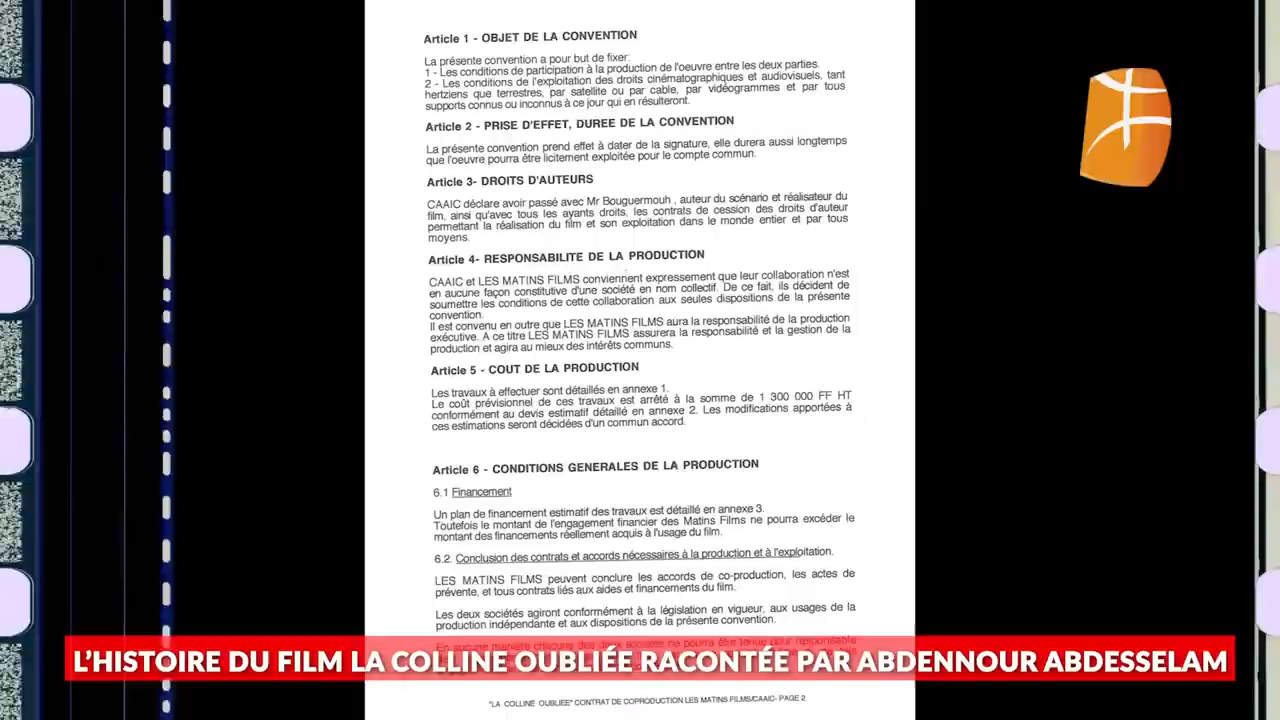 Article 1 - OBJET DE LA CONVENTION
La présente convention a pour but de fixer:
1 - Les conditions de participation à la production de l'oeuvre entre les deux parties.
2 - Les conditions de l'exploitation des droits cinématographiques et audiovisuels, tant
hertziens que terrestres, par satellite ou par cable, par vidéogrammes et par tous
supports connus ou inconnus à ce jour qui en résulteront.
Article 2 - PRISE D'EFFET, DUREE DE LA CONVENTION
La présente convention prend effet à dater de la signature, elle durera aussi longtemps
que l'oeuvre pourra être licitement exploitée pour le compte commun.
Article 3- DROITS D'AUTEURS
CAAIC déclare avoir passé avec Mr Bouguermouh , auteur du scénario et réalisateur du
film, ainsi qu'avec tous les ayants droits, les contrats de cession des droits d'auteur
permettant la réalisation du film et son exploitation dans le monde entier et par tous
moyens.
Article 4- RESPONSABILITE DE LA PRODUCTION
CAAIC et LES MATINS FILMS conviennent expressement que leur collaboration n'est
en aucune façon constitutive d'une société en nom collectif. De ce fait, ils décident de
soumettre les conditions de cette collaboration aux seules dispositions de la présente
convention.
Il est convenu en outre que LES MATINS FILMS aura la responsabilité de la production
exécutive. A ce titre LES MATINS FILMS assurera la responsabilité et la gestion de la
production et agira au mieux des intérêts communs.
Article 5 - COUT DE LA PRODUCTION
Les travaux à effectuer sont détaillés en annexe 1.
Le coût prévisionnel de ces travaux est arrêté à la somme de 1 300 000 FF HT
conformément au devis estimatif détaillé en annexe 2. Les modifications apportées à
ces estimations seront décidées d'un commun accord.
Article 6 - CONDITIONS GENERALES DE LA PRODUCTION
6.1 Financement
Un plan de financement estimatif des travaux est détaillé en annexe 3.
Toutefois le montant de l'engagement financier des Matins Films ne pourra excéder le
montant des financements réellement acquis à l'usage du film.
6.2. Conclusion des contrats et accords nécessaires à la production et à l'exploitation.
LES MATINS FILMS peuvent conclure les accords de co-production, les actes de
prévente, et tous contrats liés aux aides et financements du film.
Les deux sociétés agiront conformément à la législation en vigueur, aux usages de la
production indépendante et aux dispositions de la présente convention.
En aucune manière chacune des deux sociétés ne pourra être tenue pour responsable
L'HISTOIRE DU FILM LA COLLINE OUBLIÉE RACONTÉE PAR ABDENNOUR ABDESSELAM
"LA COLLINE OUBLIEE" CONTRAT DE COPRODUCTION LES MATINS FILMS/CAAIC- PAGE 2